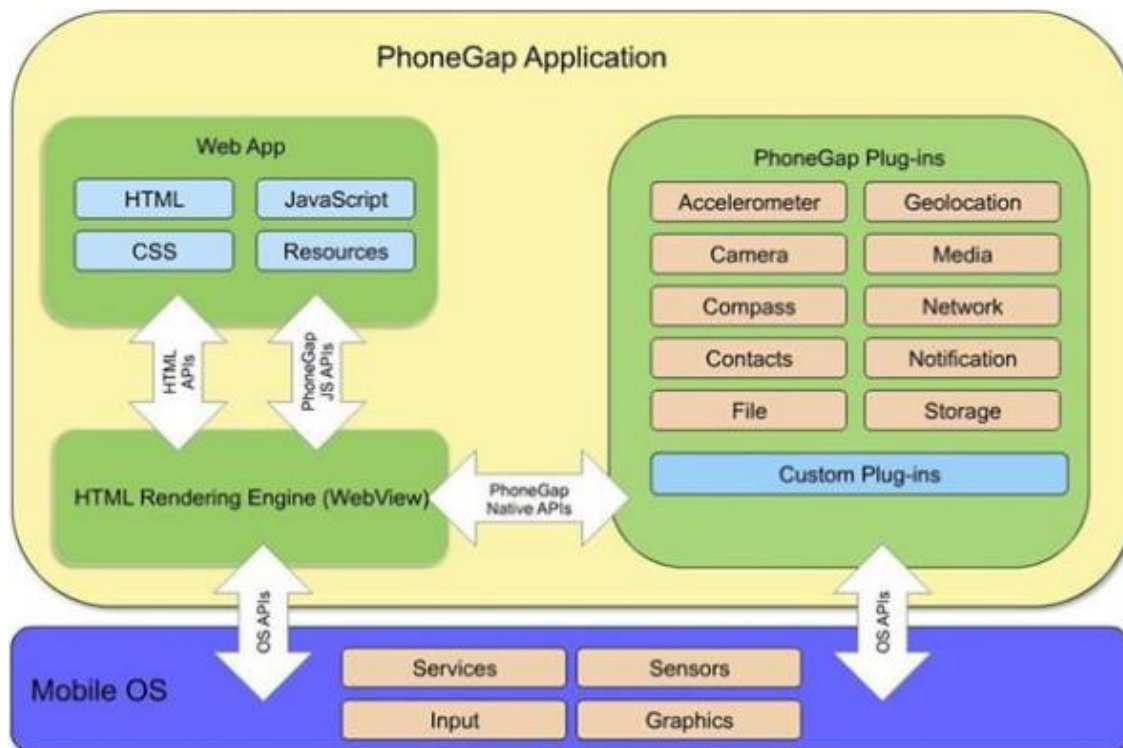 PhoneGap Application
Web App
HTML
JavaScript
CSS
Resources
HTML
APIs
PhoneGap
JS APIs
HTML Rendering Engine (WebView)
PhoneGap
Native APIs
PhoneGap Plug-ins
Accelerometer
Geolocation
Camera
Media
Compass
Network
Contacts
Notification
File
Storage
Custom Plug-ins
OS APIs
OS APIs
Mobile OS
Services
Sensors
Input
Graphics